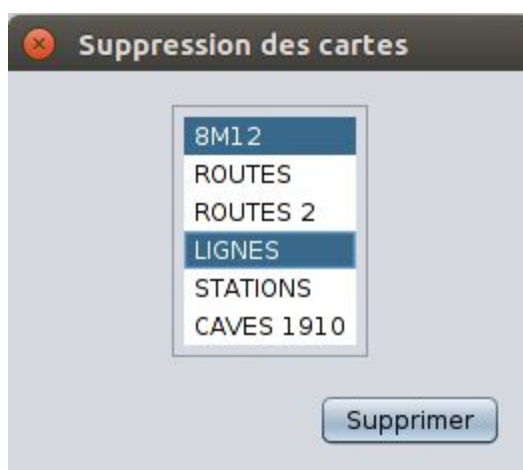 Suppression des cartes
8M12
ROUTES
ROUTES 2
LIGNES
STATIONS
CAVES 1910
Supprimer